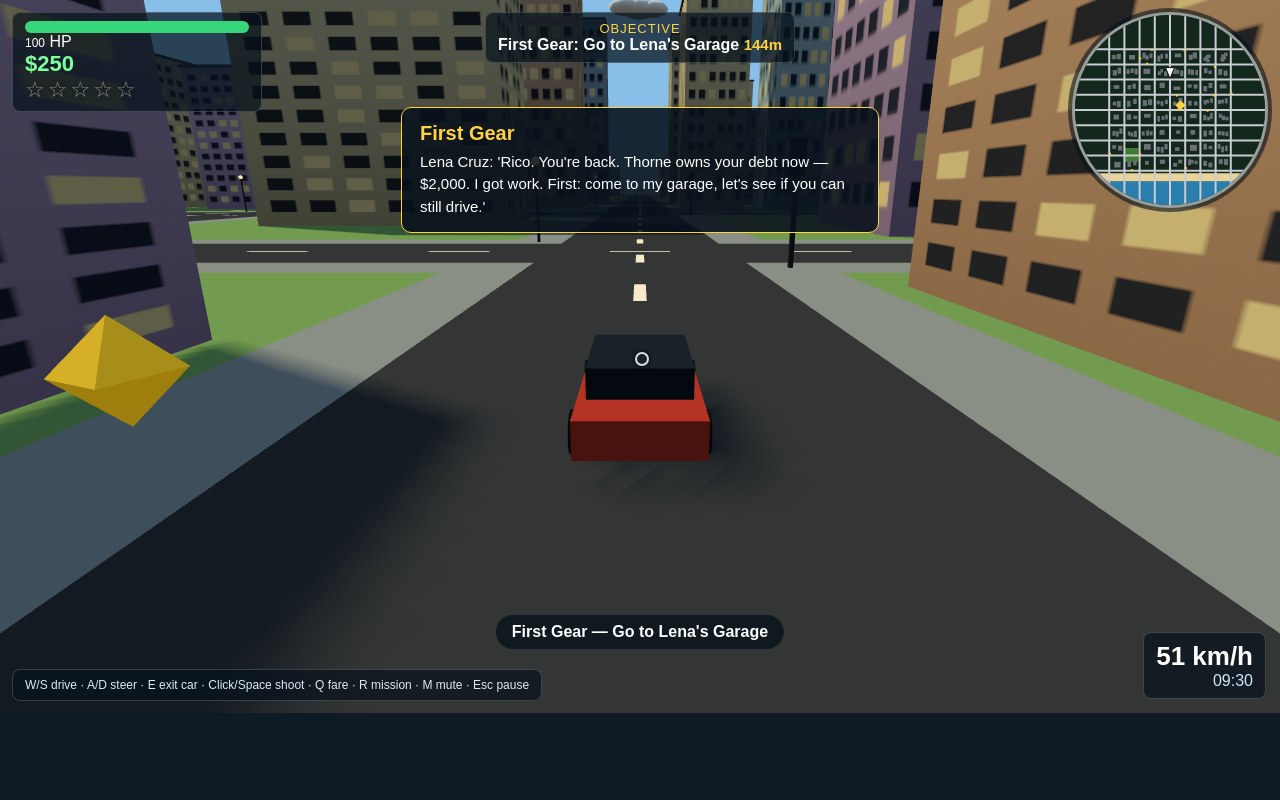 100 HP
$250
☆☆☆☆☆
OBJECTIVE
First Gear: Go to Lena's Garage 144m
First Gear
Lena Cruz: 'Rico. You're back. Thorne owns your debt now —
$2,000. I got work. First: come to my garage, let's see if you can
still drive.'
First Gear — Go to Lena's Garage
W/S drive · A/D steer · E exit car · Click/Space shoot · Q fare · R mission · M mute · Esc pause
51 km/h
09:30